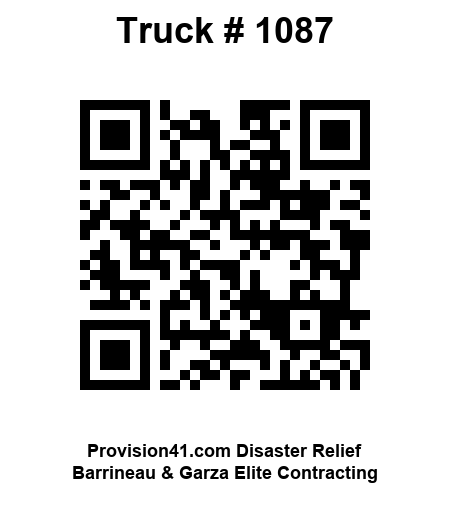 Truck # 1087
Provision41.com Disaster Relief
Barrineau & Garza Elite Contracting